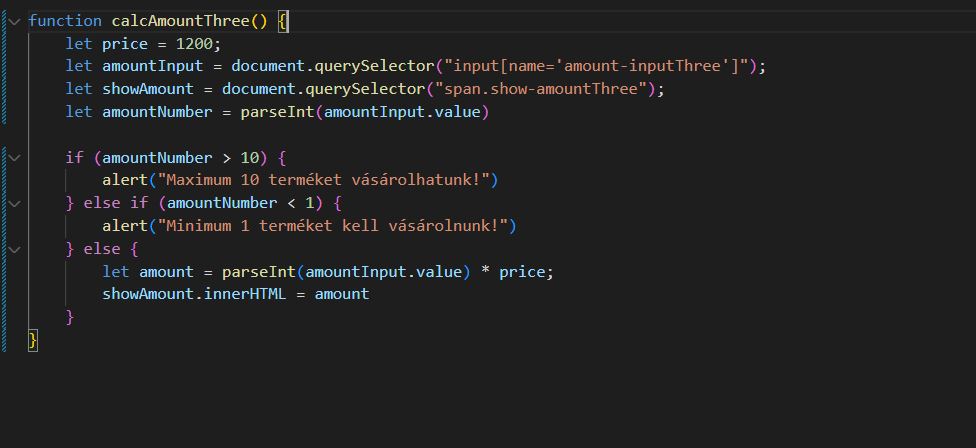 function calcAmountThree() {
    let price = 1200;
    let amountInput = document.querySelector("input[name='amount-inputThree']");
    let showAmount = document.querySelector("span.show-amountThree");
    let amountNumber = parseInt(amountInput.value)

    if (amountNumber > 10) {
        alert("Maximum 10 terméket vásárolhatunk!")
    } else if (amountNumber < 1) {
        alert("Minimum 1 terméket kell vásárolnunk!")
    } else {
        let amount = parseInt(amountInput.value) * price;
        showAmount.innerHTML = amount
    }
}